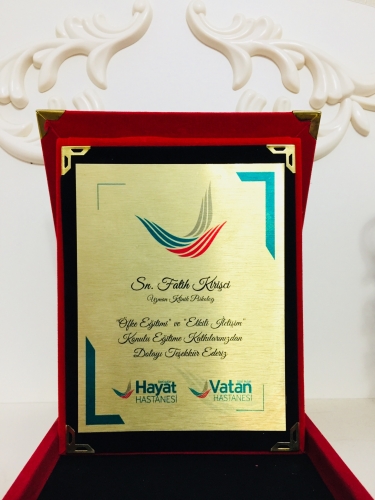 Sn. Fatih Kirişci
Uzman Klinik Psikolog
"Öfke Eğitimi" ve "Etkili İletişim"
Konulu Eğitime Katkılarınızdan
Dolayı Teşekkür Ederiz
Hayat Vatan
HASTANESİ HASTANESİ